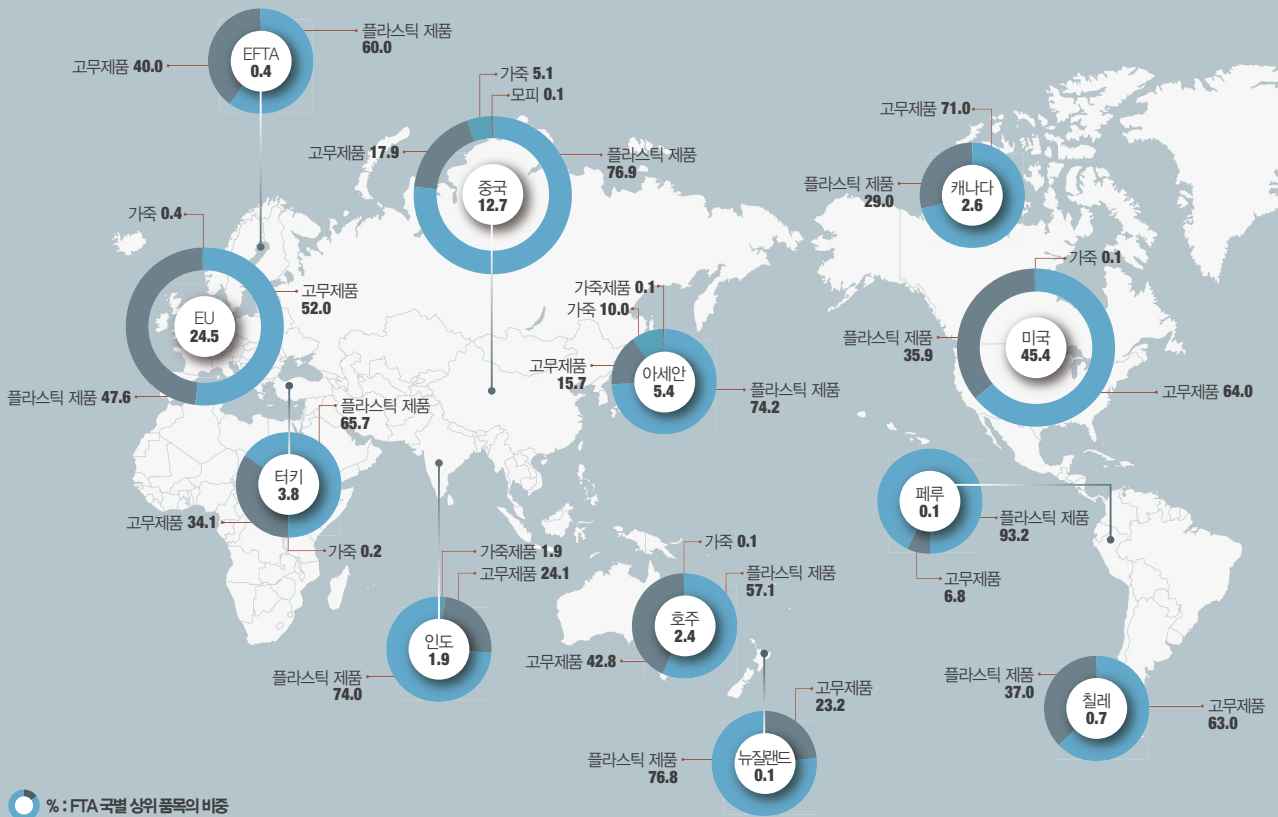 EFTA
0.4
플라스틱 제품
60.0
고무제품 40.0
중국
12.7
가죽 5.1
모피 0.1
고무제품 17.9
플라스틱 제품
76.9
캐나다
2.6
고무제품 71.0
플라스틱 제품
29.0
EU
24.5
가죽 0.4
고무제품
52.0
플라스틱 제품 47.6
아세안
5.4
가죽제품 0.1
가죽 10.0
고무제품
15.7
플라스틱 제품
74.2
미국
45.4
가죽 0.1
플라스틱 제품
35.9
고무제품 64.0
터키
3.8
플라스틱 제품
65.7
고무제품 34.1
가죽 0.2
페루
0.1
플라스틱 제품
93.2
고무제품
6.8
인도
1.9
가죽제품 1.9
고무제품 24.1
플라스틱 제품
74.0
호주
2.4
가죽 0.1
플라스틱 제품
57.1
고무제품 42.8
뉴질랜드
0.1
고무제품
23.2
플라스틱 제품
76.8
칠레
0.7
플라스틱 제품
37.0
고무제품
63.0
% : FTA 국별 상위 품목의 비중